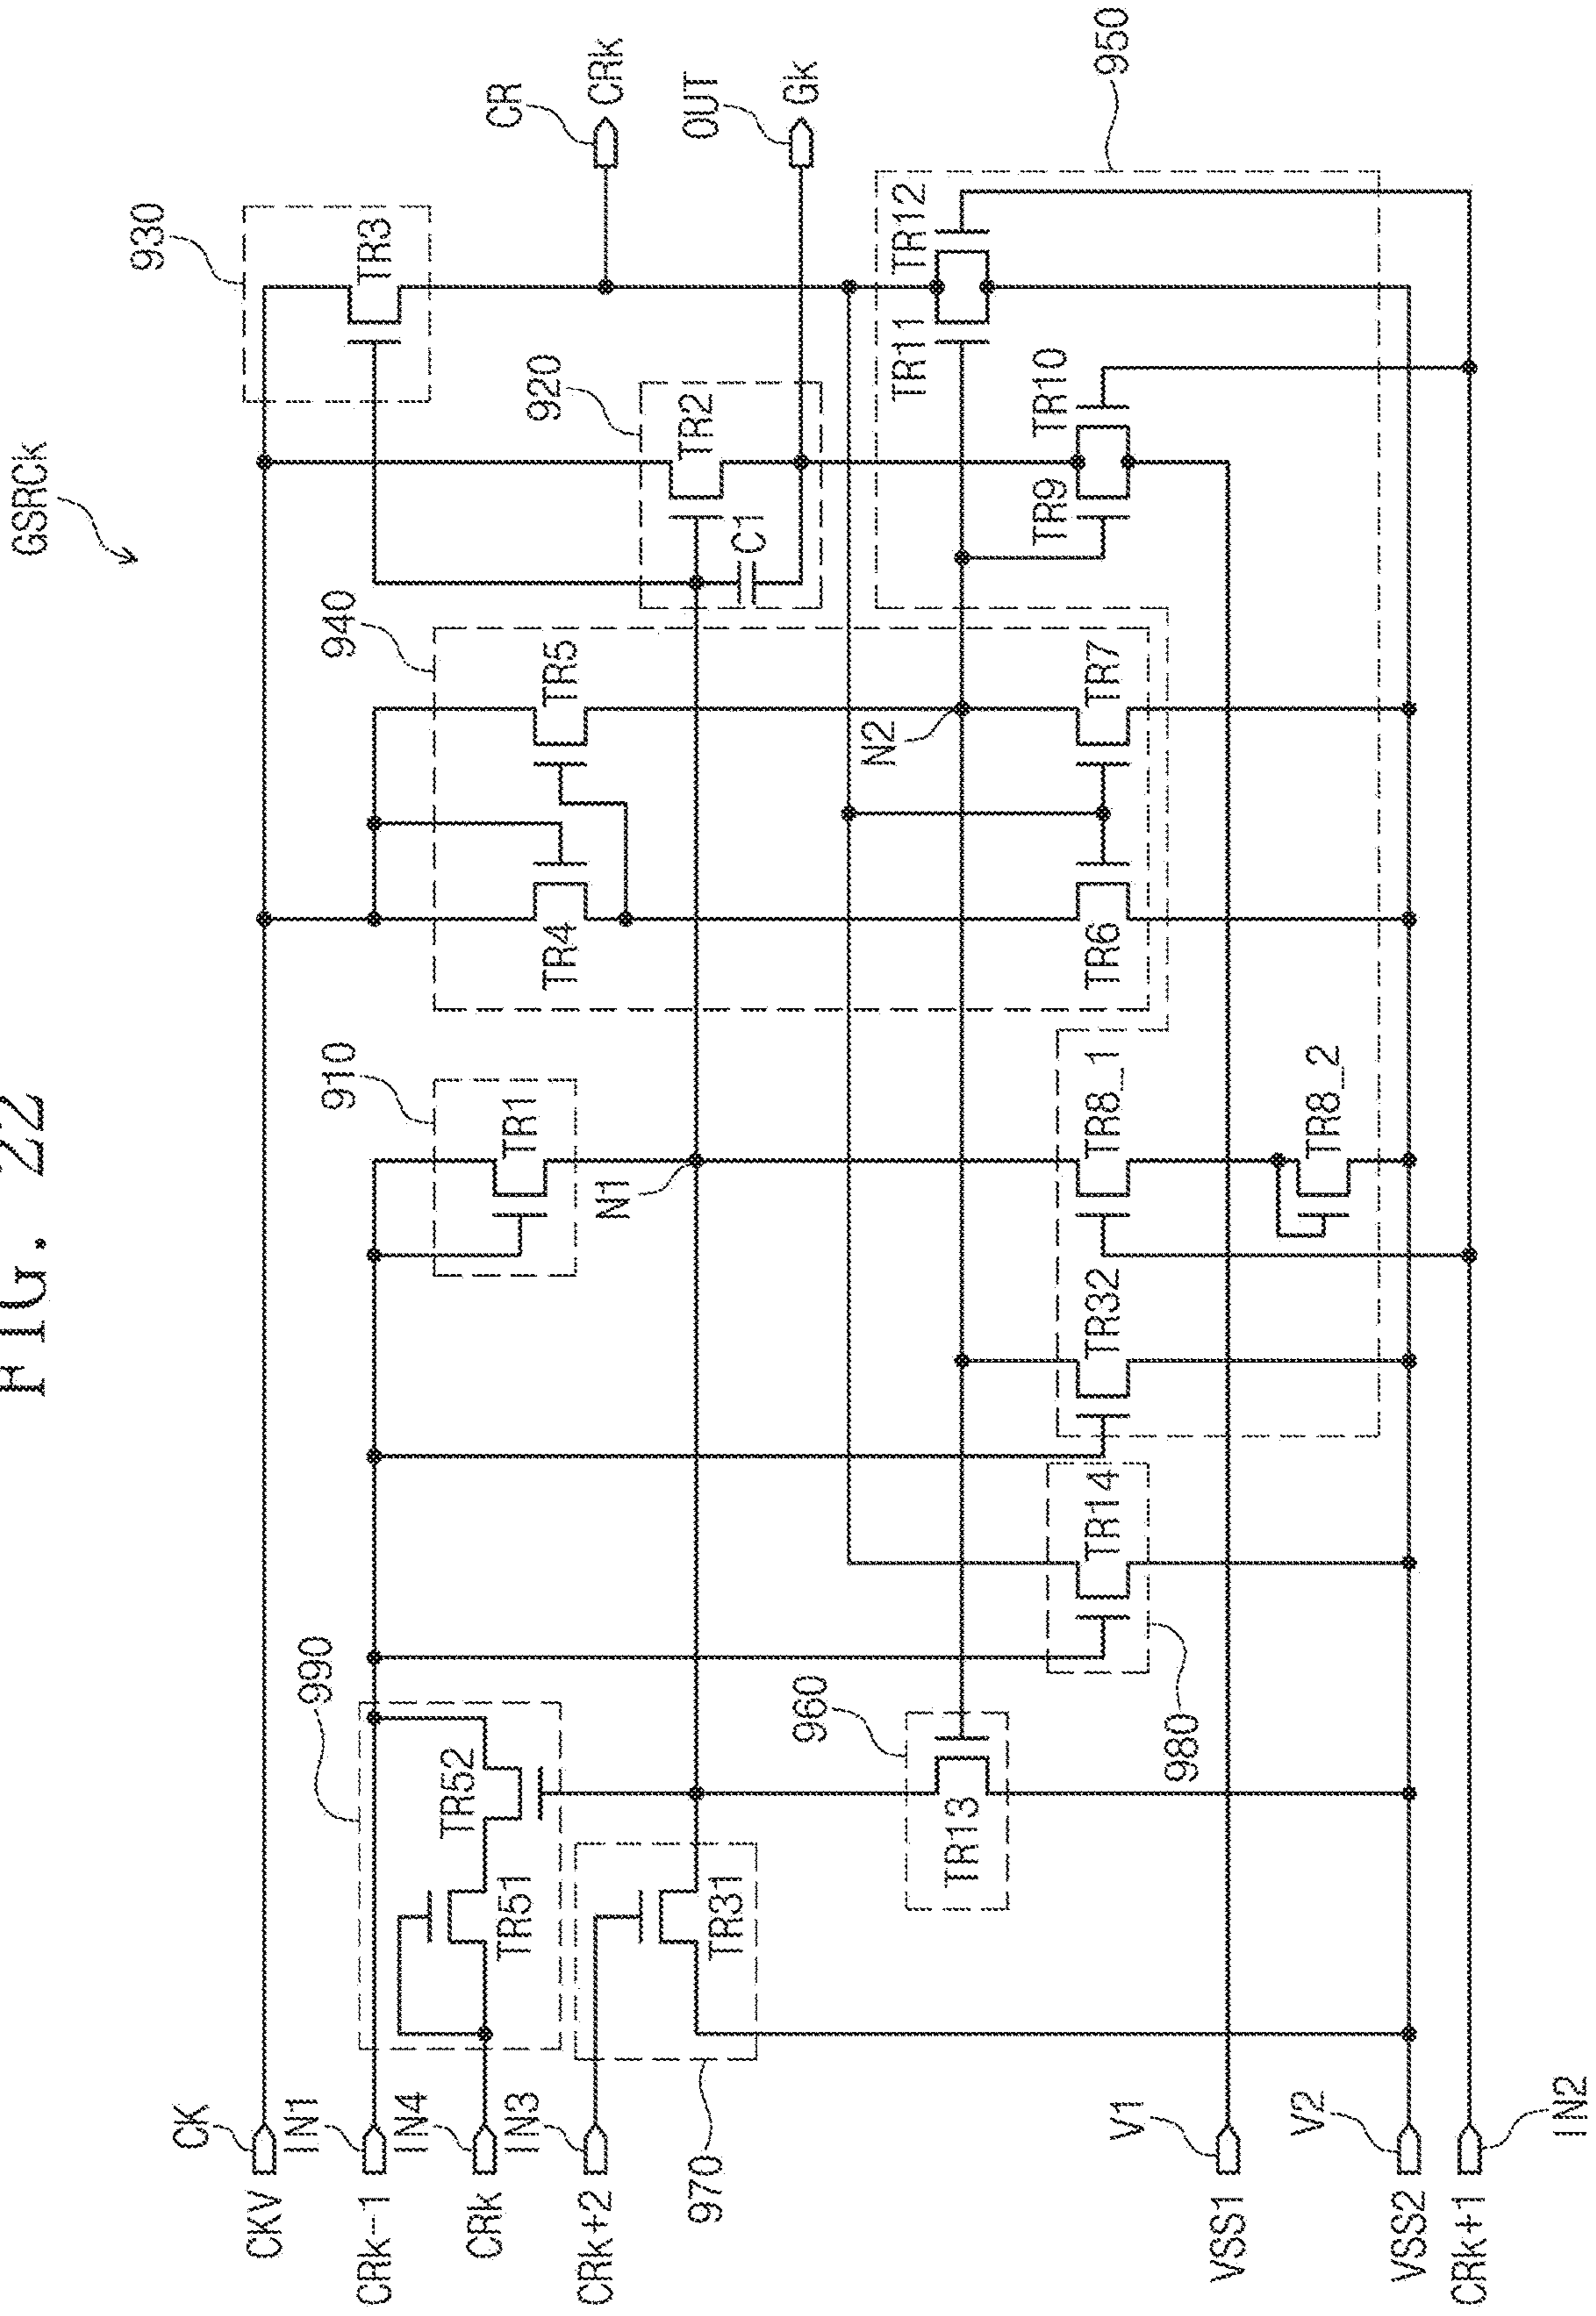 FIG. 22
GSRCk
CK
CKV
IN1
CRk-1
IN4
CRk
IN3
CRk+2
970
990
TR51
TR52
TR31
960
TR13
980
TR14
910
TR1
N1
TR32
TR8_1
TR8_2
940
TR4
TR5
TR6
TR7
N2
920
TR2
C1
930
TR3
CR
CRk
OUT
Gk
950
TR9
TR10
TR11
TR12
V1
VSS1
V2
VSS2
CRk+1
IN2